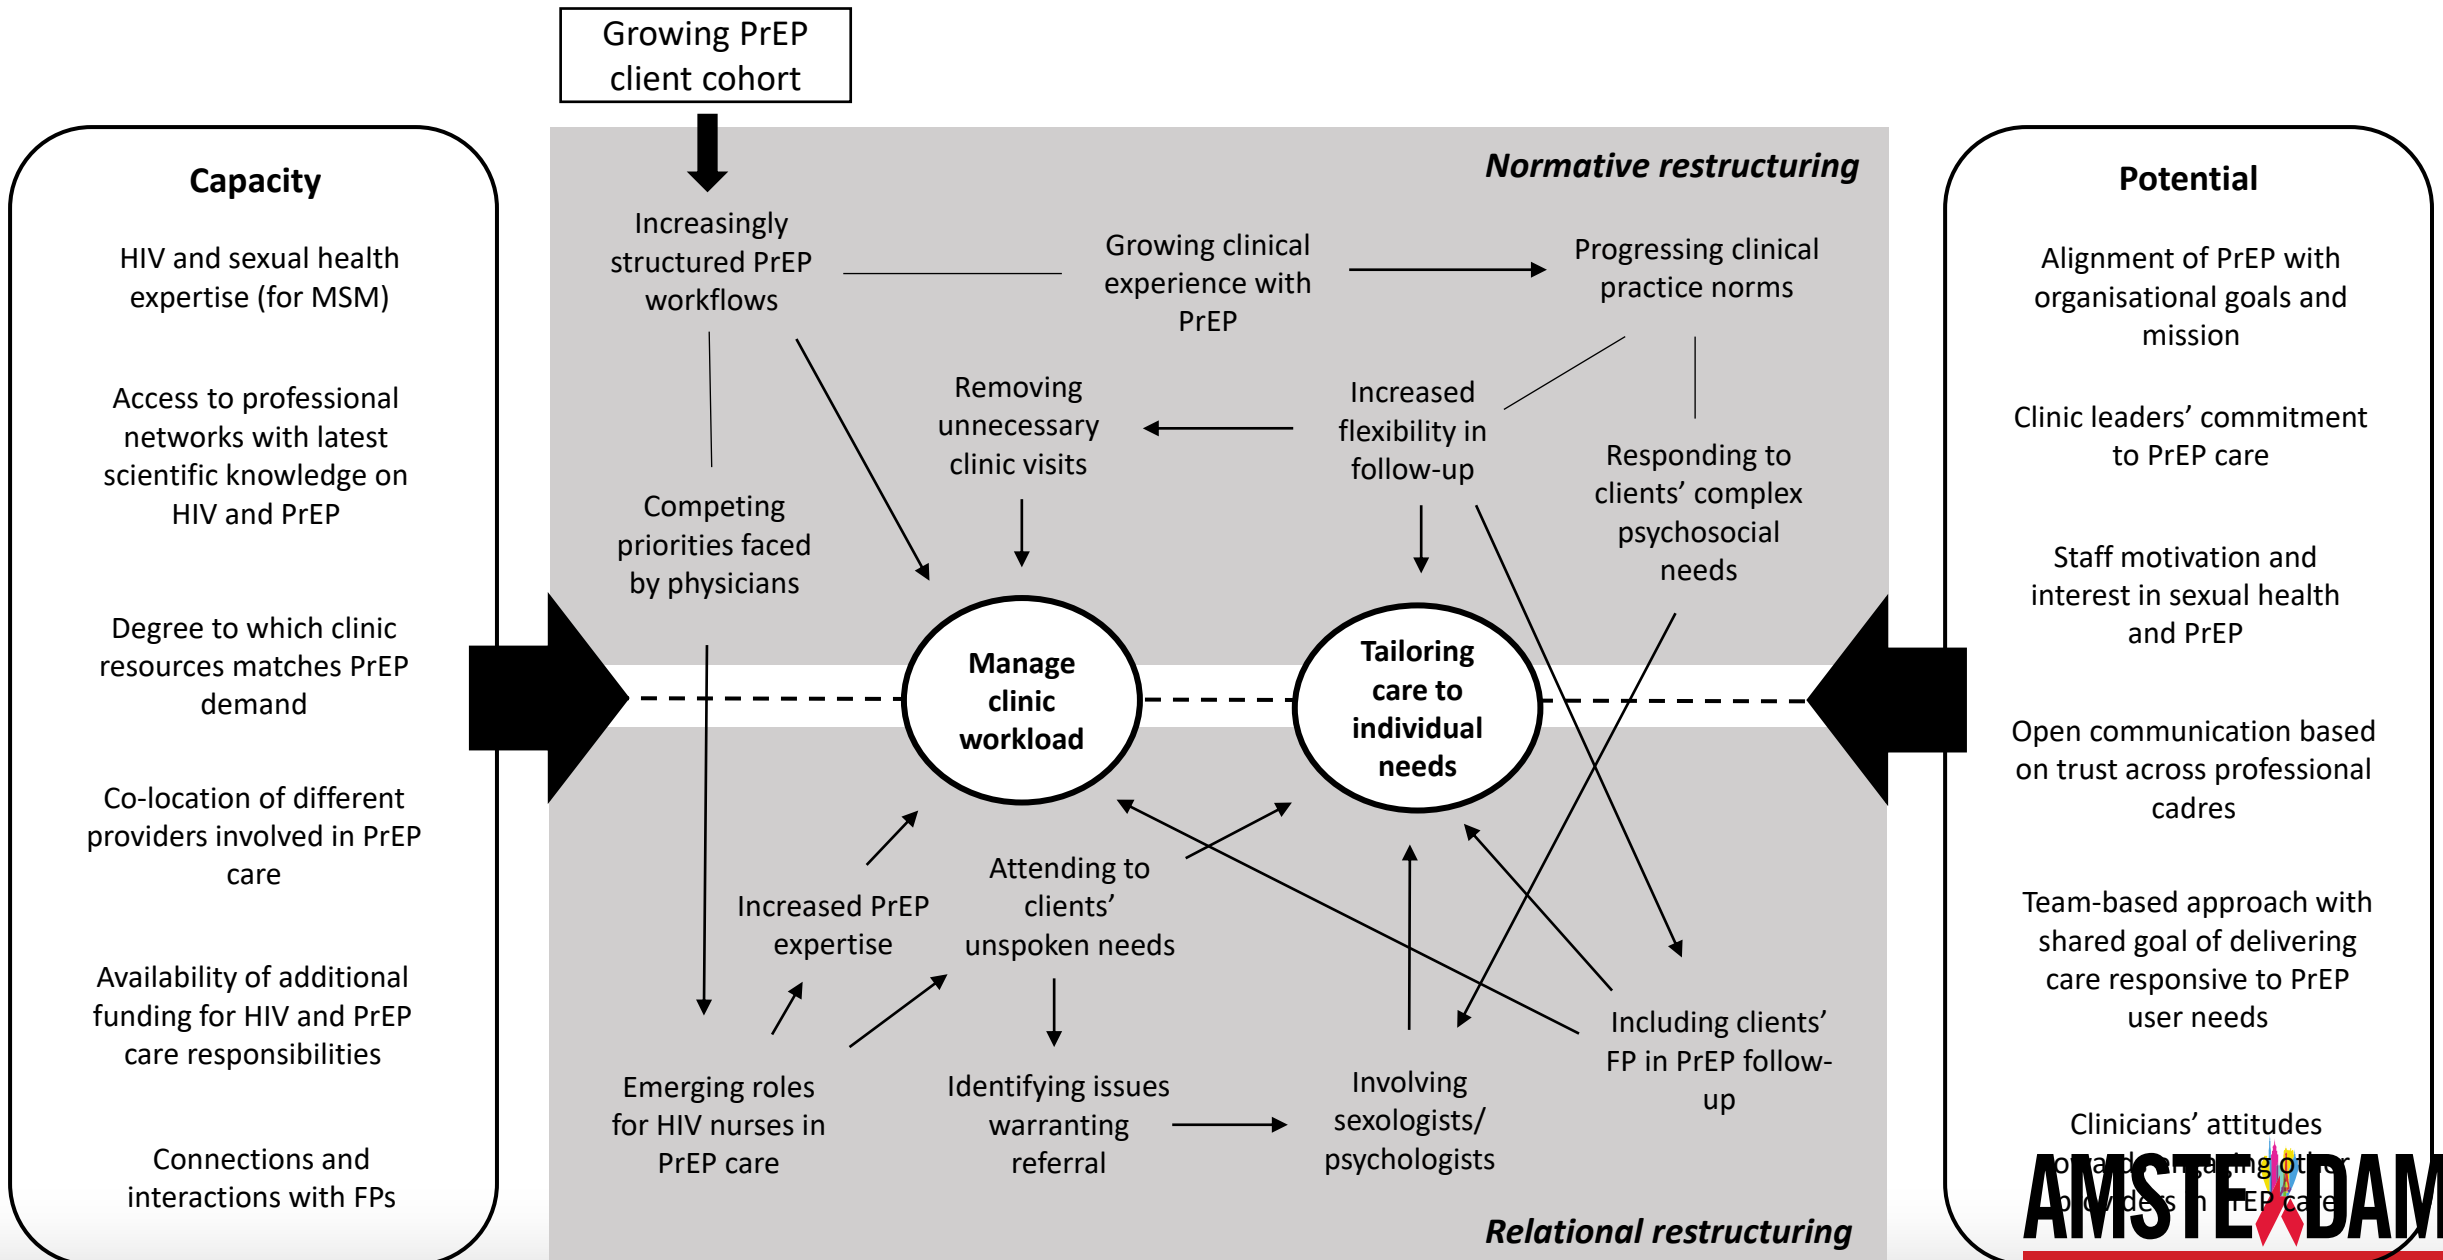 Growing PrEP
client cohort
Capacity
HIV and sexual health
expertise (for MSM)
Access to professional
networks with latest
scientific knowledge on
HIV and PrEP
Degree to which clinic
resources matches PrEP
demand
Co-location of different
providers involved in PrEP
care
Availability of additional
funding for HIV and PrEP
care responsibilities
Connections and
interactions with FPs
Normative restructuring
Increasingly
structured PrEP
workflows
Growing clinical
experience with
PrEP
Progressing clinical
practice norms
Removing
unnecessary
clinic visits
Increased
flexibility in
follow-up
Responding to
clients’ complex
psychosocial
needs
Competing
priorities faced
by physicians
Manage
clinic
workload
Tailoring
care to
individual
needs
Increased PrEP
expertise
Attending to
clients’
unspoken needs
Including clients’
FP in PrEP follow-
up
Emerging roles
for HIV nurses in
PrEP care
Identifying issues
warranting
referral
Involving
sexologists/
psychologists
Relational restructuring
Potential
Alignment of PrEP with
organisational goals and
mission
Clinic leaders’ commitment
to PrEP care
Staff motivation and
interest in sexual health
and PrEP
Open communication based
on trust across professional
cadres
Team-based approach with
shared goal of delivering
care responsive to PrEP
user needs
Clinicians’ attitudes
towards engaging other
providers in PrEP care
AMSTERDAM